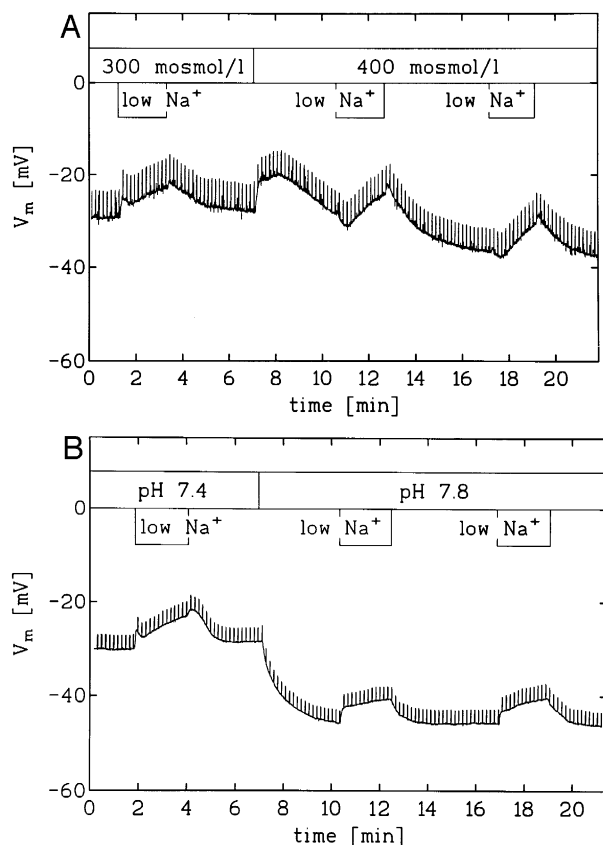 A
300 mosmol/l 400 mosmol/l
0 low Na+ low Na+ low Na+
-20
Vm [mV]
-40
-60
0 2 4 6 8 10 12 14 16 18 20
time [min]
B
pH 7.4 pH 7.8
0 low Na+ low Na+ low Na+
-20
Vm [mV]
-40
-60
0 2 4 6 8 10 12 14 16 18 20
time [min]